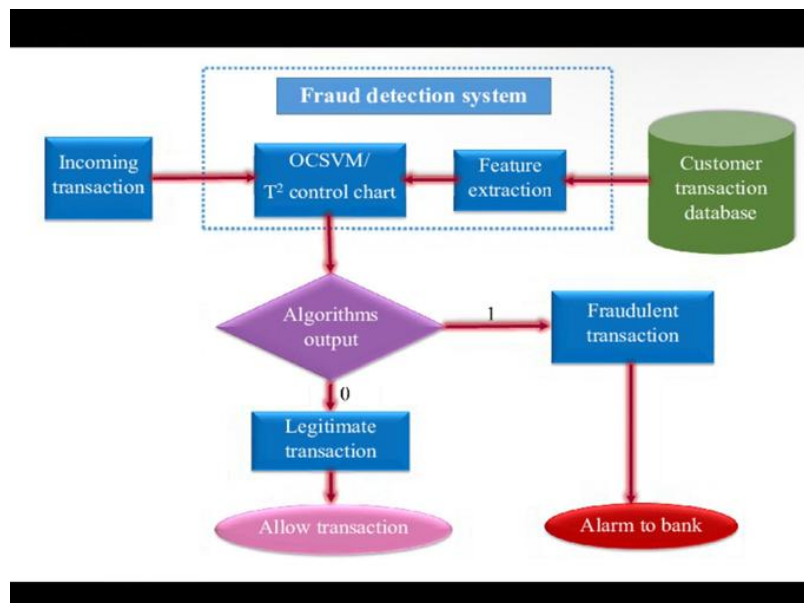 Fraud detection system
Incoming
transaction
OCSVM/
T² control chart
Feature
extraction
Customer
transaction
database
Algorithms
output
1
Fraudulent
transaction
0
Legitimate
transaction
Allow transaction
Alarm to bank